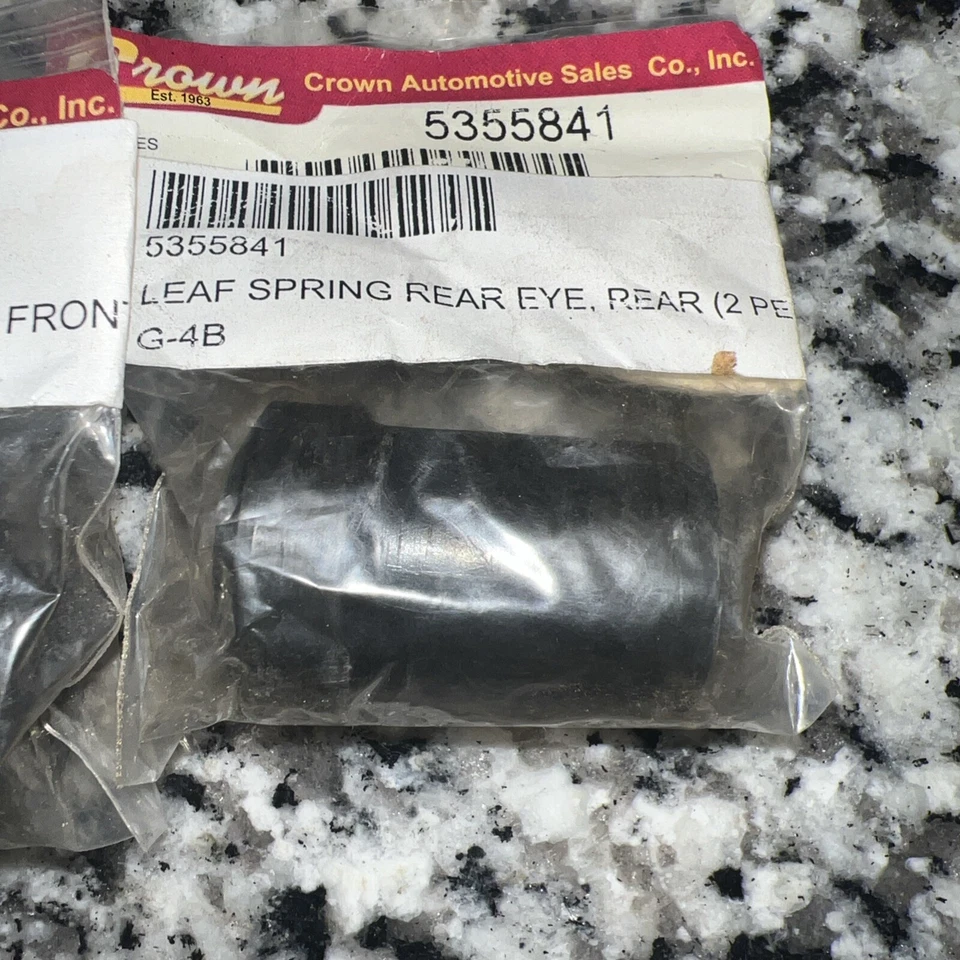 Co., Inc.
FRONT
Crown
Est. 1963
Crown Automotive Sales Co., Inc.
5355841
ES
5355841
LEAF SPRING REAR EYE, REAR (2 PE
G-4B